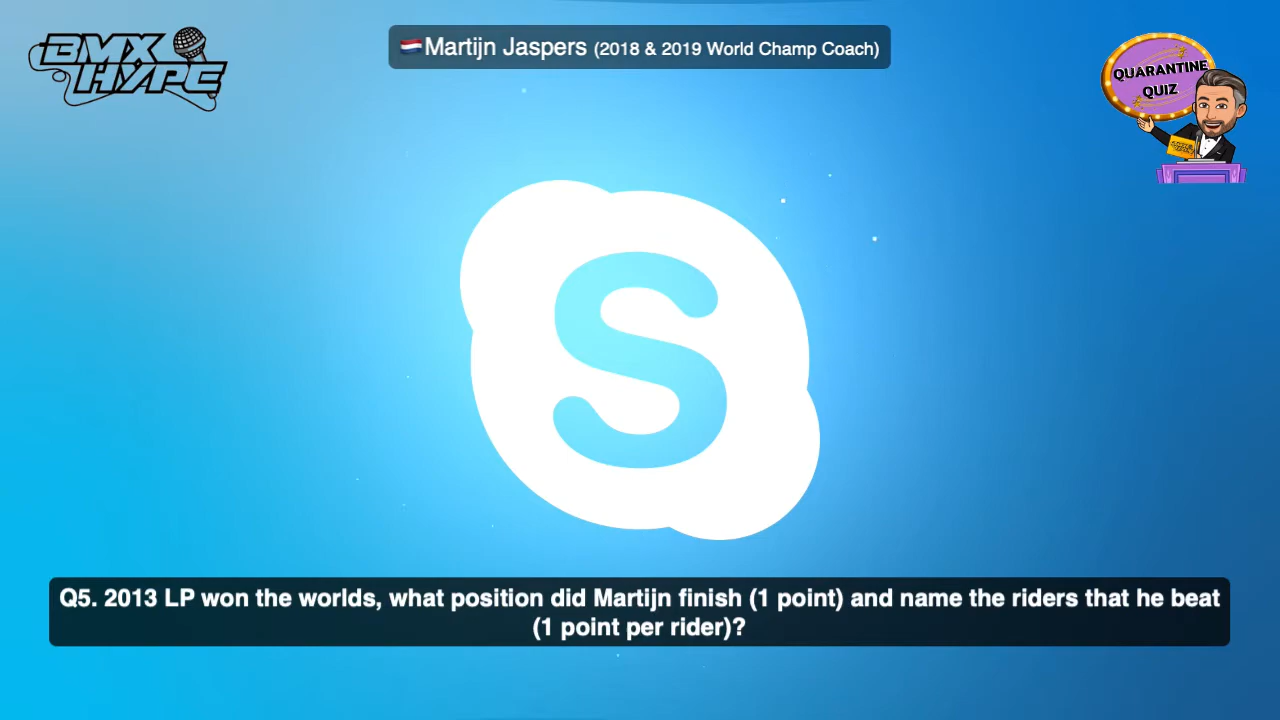 BMX
HYPE
🇳🇱Martijn Jaspers (2018 & 2019 World Champ Coach)
QUARANTINE
QUIZ
S
Q5. 2013 LP won the worlds, what position did Martijn finish (1 point) and name the riders that he beat
(1 point per rider)?